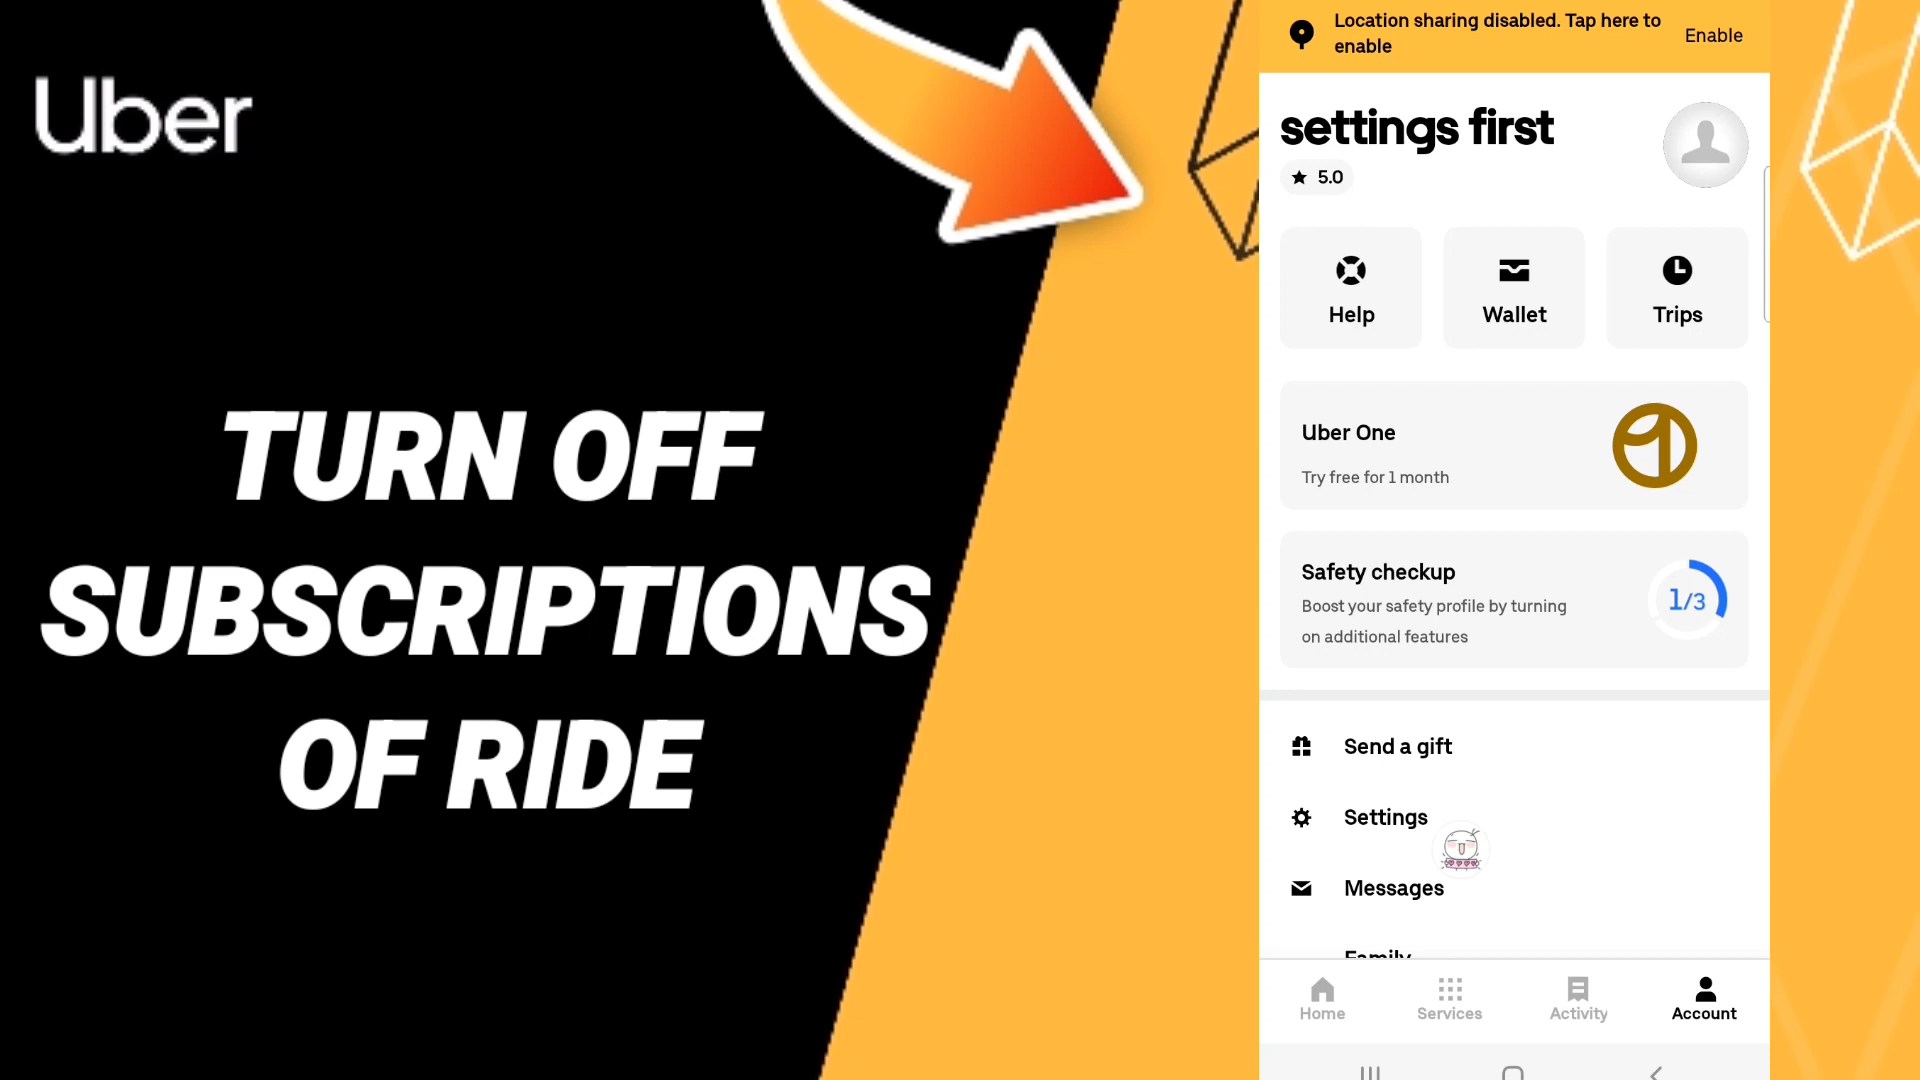 Uber
TURN OFF
SUBSCRIPTIONS
OF RIDE
Location sharing disabled. Tap here to
enable
Enable
settings first
5.0
Help
Wallet
Trips
Uber One
Try free for 1 month
Safety checkup
Boost your safety profile by turning
on additional features
1/3
Send a gift
Settings
Messages
Family
Home
Services
Activity
Account